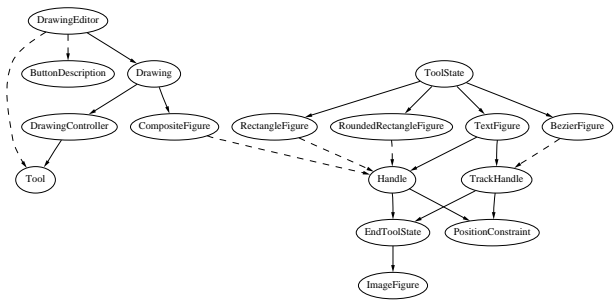 DrawingEditor
ButtonDescription
Drawing
ToolState
DrawingController
CompositeFigure
RectangleFigure
RoundedRectangleFigure
TextFigure
BezierFigure
Tool
Handle
TrackHandle
EndToolState
PositionConstraint
ImageFigure